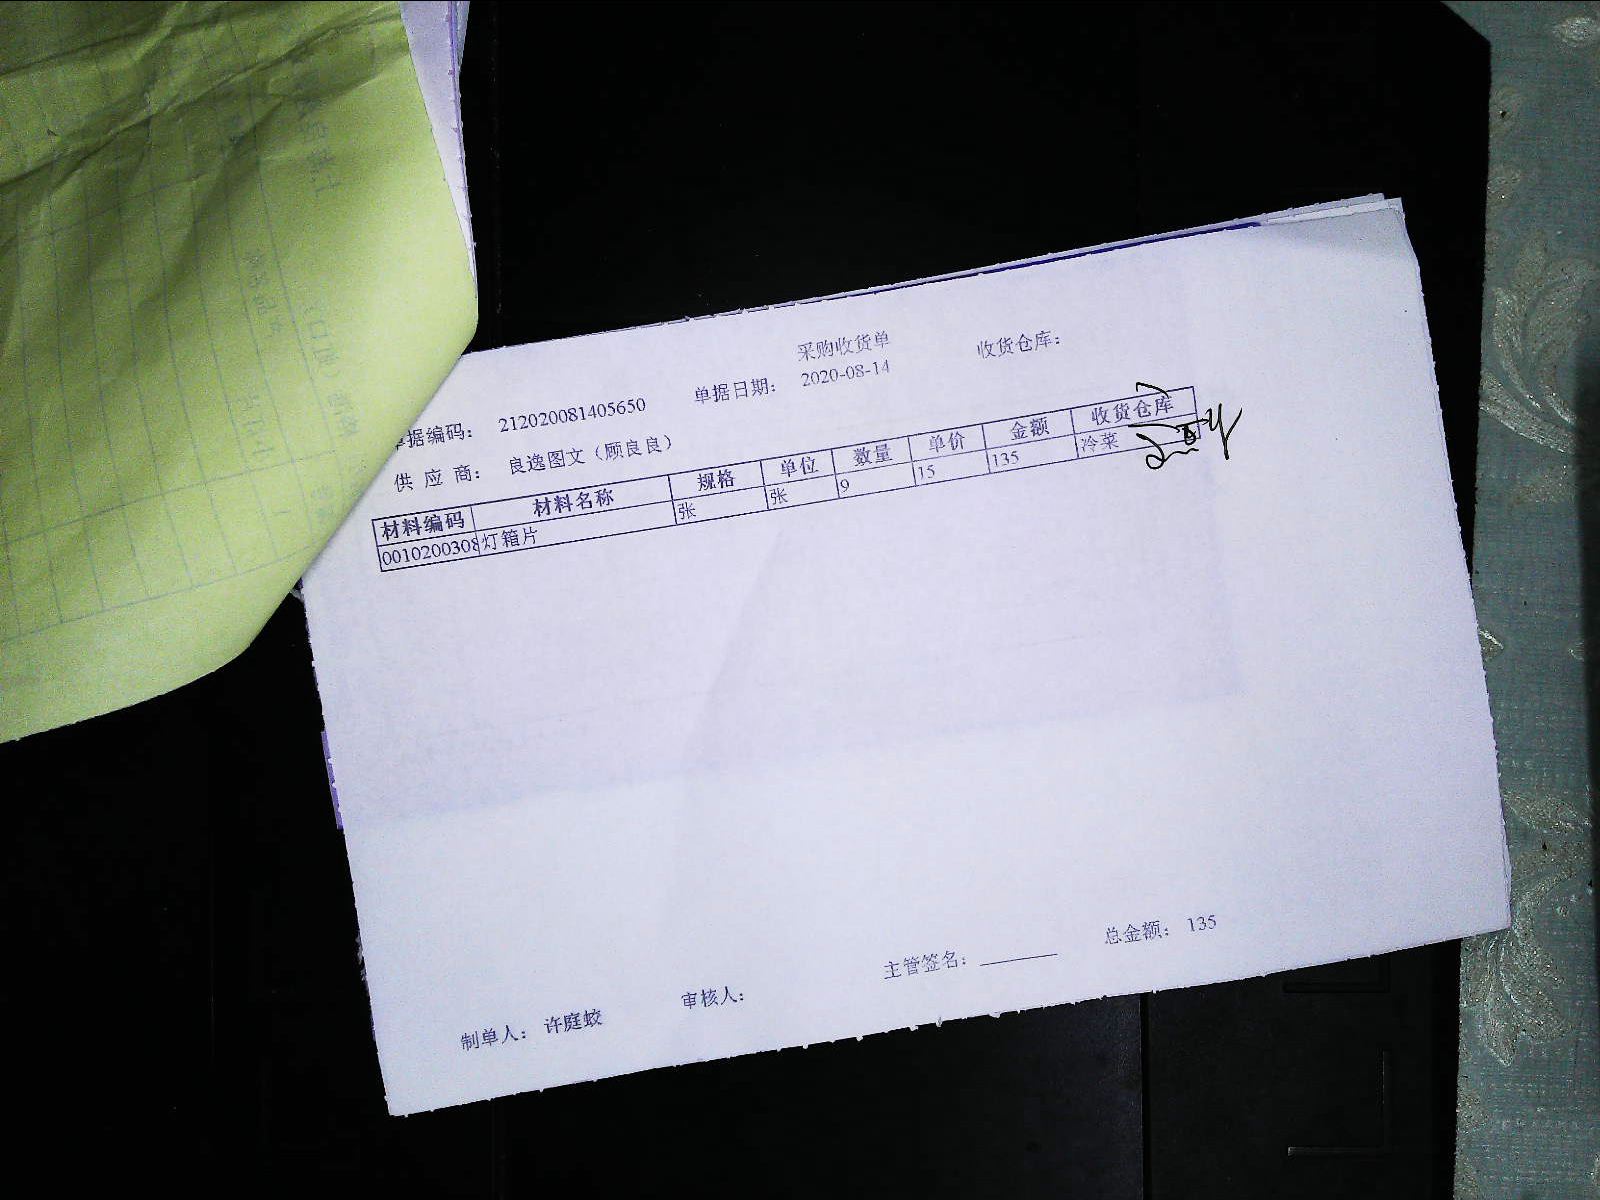 采购收货单
单据编码： 212020081405650 单据日期： 2020-08-14 收货仓库：
供 应 商： 良逸图文（顾良良）
材料编码 材料名称 规格 单位 数量 单价 金额 收货仓库
0010200308 灯箱片 张 张 9 15 135 冷菜
制单人： 许庭蛟 审核人： 主管签名： 总金额： 135